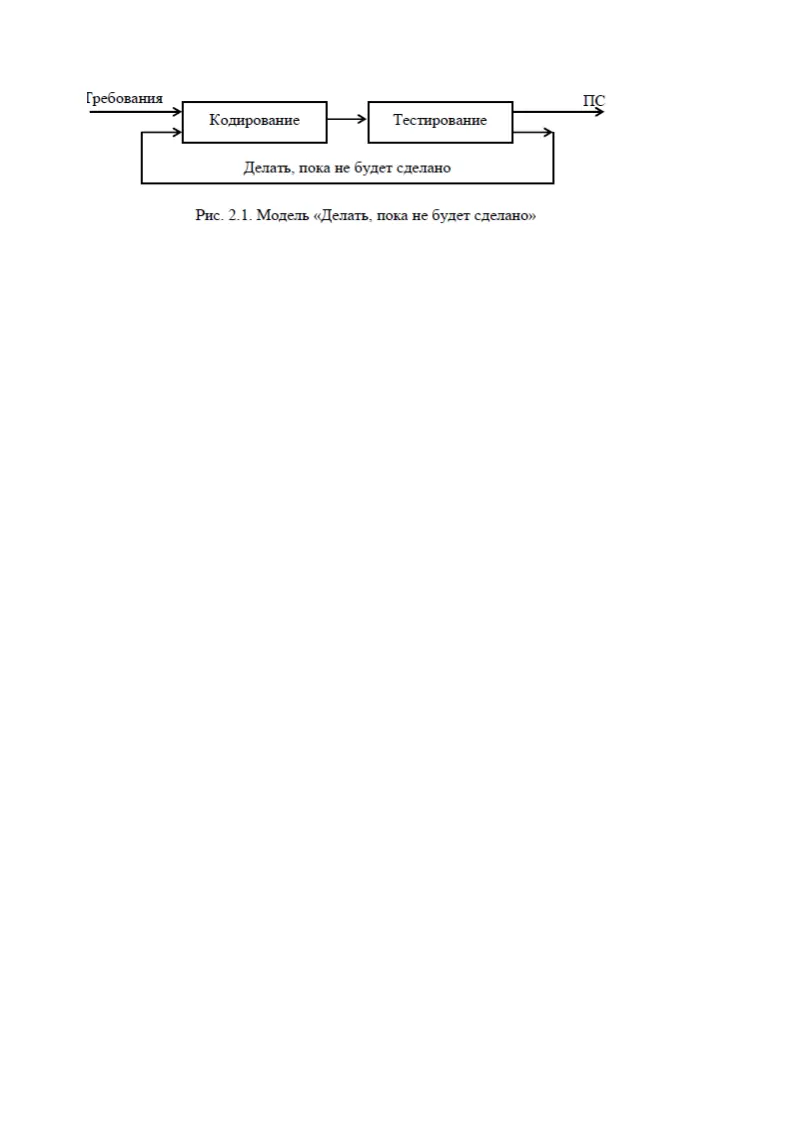 Требования
ПС
Кодирование
Тестирование
Делать, пока не будет сделано
Рис. 2.1. Модель «Делать, пока не будет сделано»